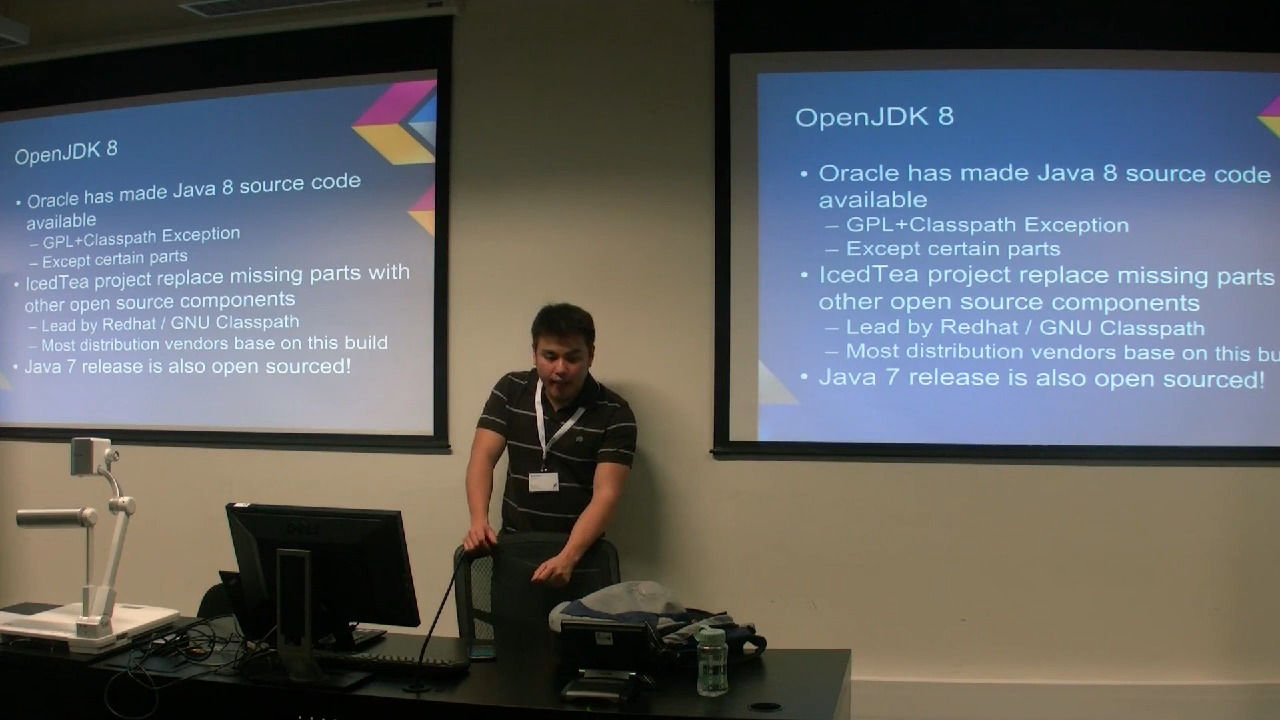 OpenJDK 8
• Oracle has made Java 8 source code
available
– GPL+Classpath Exception
– Except certain parts
• IcedTea project replace missing parts with
other open source components
– Lead by Redhat / GNU Classpath
– Most distribution vendors base on this build
• Java 7 release is also open sourced!
OpenJDK 8
• Oracle has made Java 8 source code
available
– GPL+Classpath Exception
– Except certain parts
• IcedTea project replace missing parts
other open source components
– Lead by Redhat / GNU Classpath
– Most distribution vendors base on this bu
• Java 7 release is also open sourced!
DELL